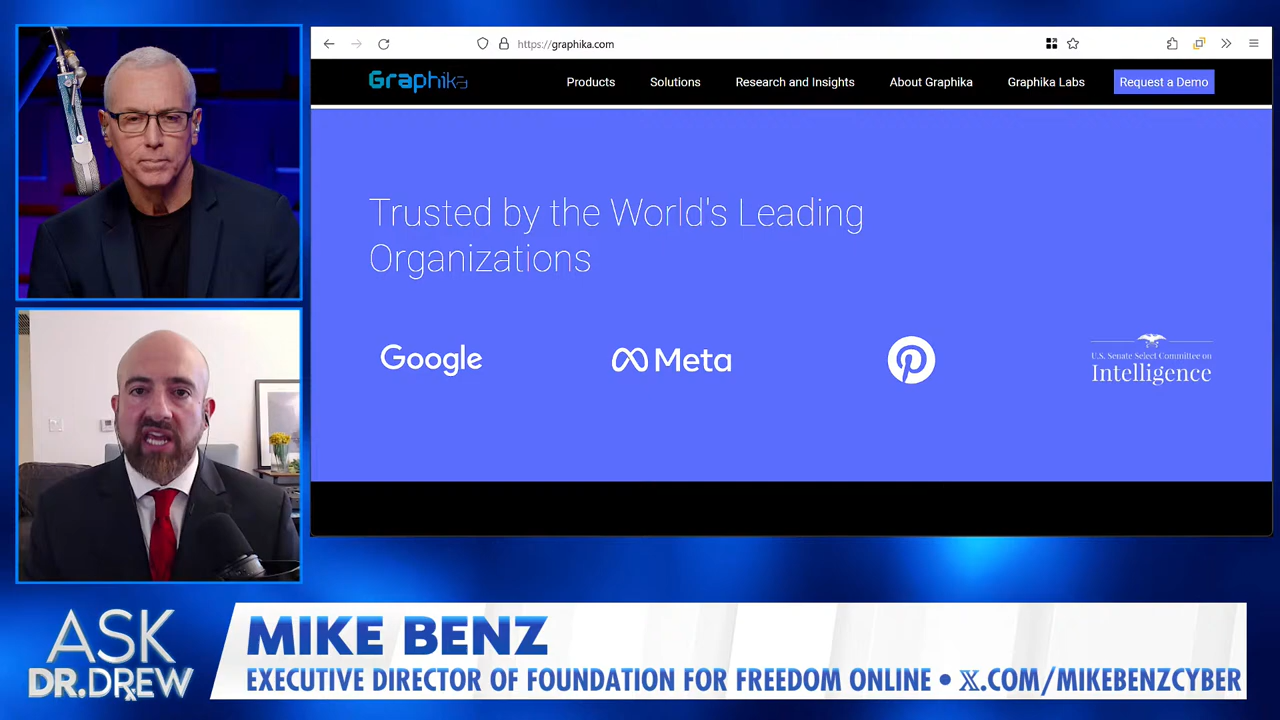 https://graphika.com
Graphika
Products
Solutions
Research and Insights
About Graphika
Graphika Labs
Request a Demo
Trusted by the World's Leading
Organizations
Google
Meta
U.S. Senate Select Committee on
Intelligence
ASK
DR.DREW
MIKE BENZ
EXECUTIVE DIRECTOR OF FOUNDATION FOR FREEDOM ONLINE • X.COM/MIKEBENZCYBER